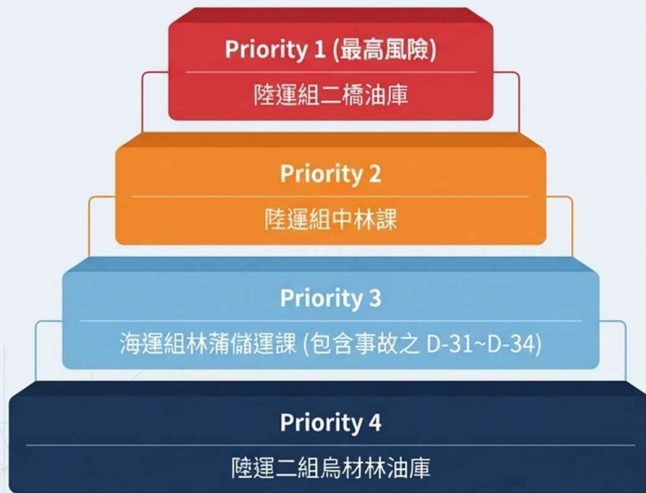 Priority 1 (最高風險)
陸運組二橋油庫
Priority 2
陸運組中林課
Priority 3
海運組林蒲儲運課 (包含事故之 D-31~D-34)
Priority 4
陸運二組烏材林油庫